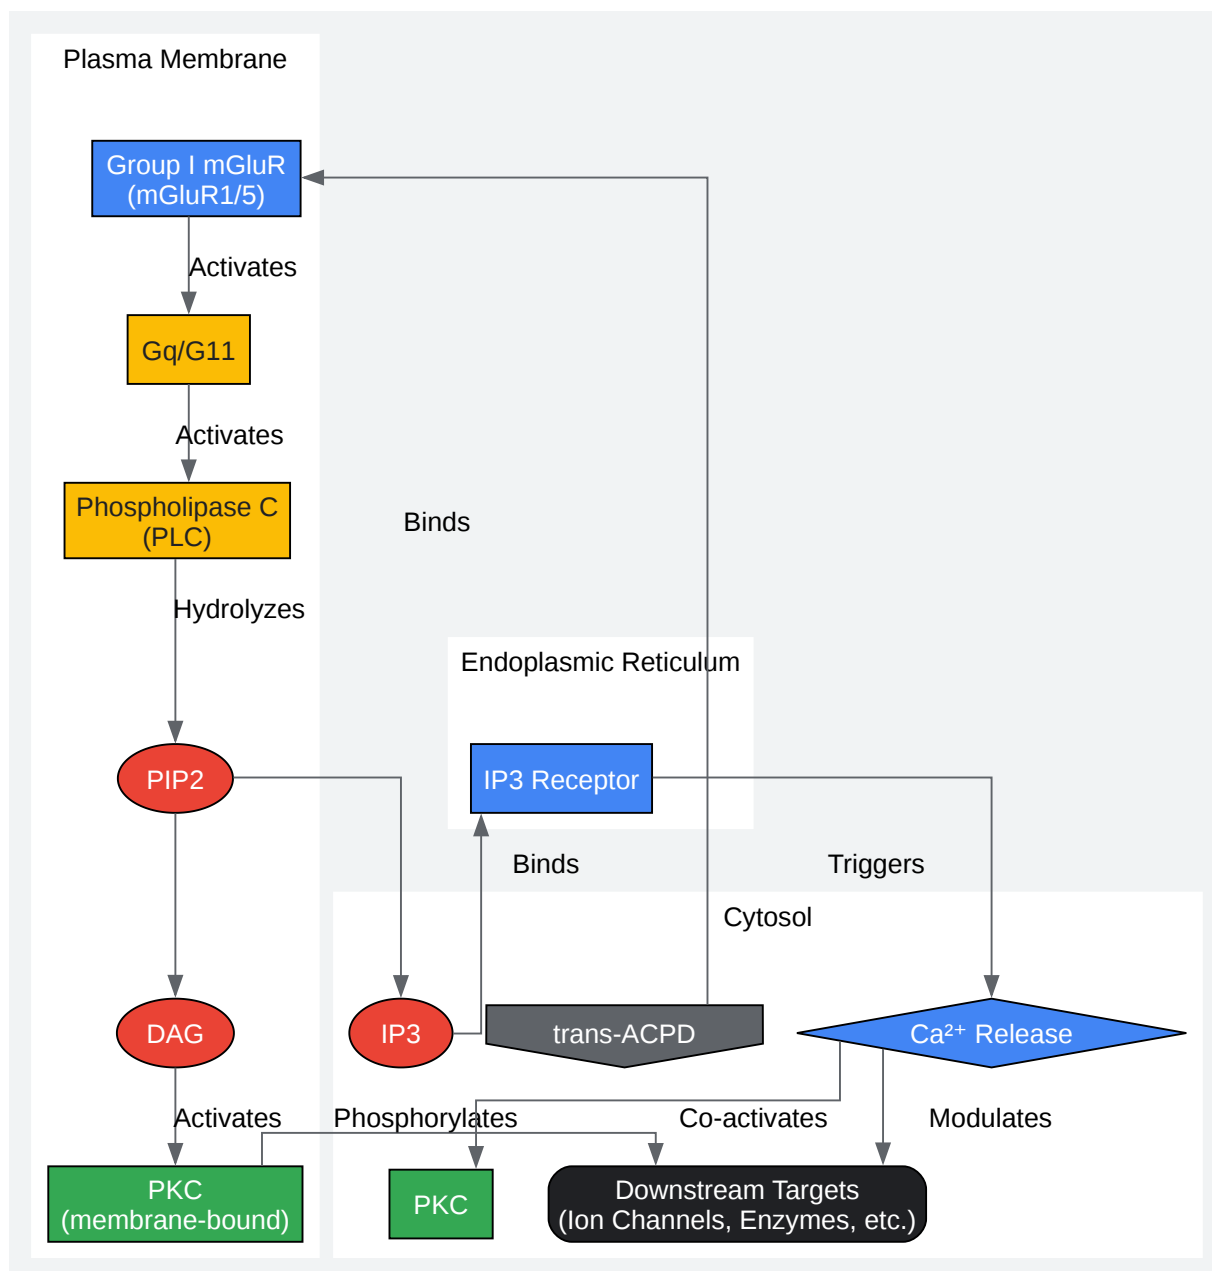 Plasma Membrane
Group I mGluR
(mGluR1/5)
Activates
Gq/G11
Activates
Phospholipase C
(PLC)
Binds
Hydrolyzes
Endoplasmic Reticulum
PIP2
IP3 Receptor
Binds
Triggers
Cytosol
DAG
IP3
trans-ACPD
Ca²⁺ Release
Activates
Phosphorylates
Co-activates
Modulates
PKC
(membrane-bound)
PKC
Downstream Targets
(Ion Channels, Enzymes, etc.)